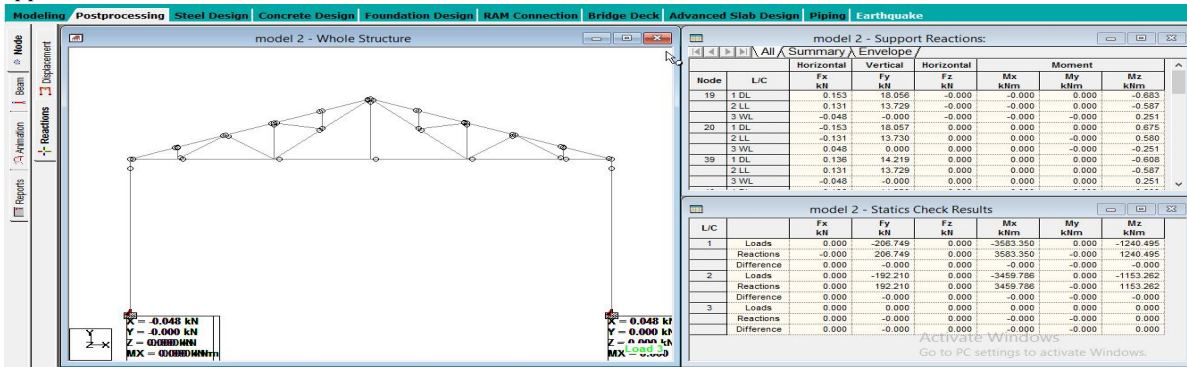 Modeling Postprocessing Steel Design Concrete Design Foundation Design RAM Connection Bridge Deck Advanced Slab Design Piping Earthquake
Node
Beam
Animation
Reports
Displacement
Reactions
model 2 - Whole Structure
X = -0.048 kN
Y = -0.000 kN
X = 0.048 kN
Y = 0.000 kN
Load 3
Y
Z X
model 2 - Support Reactions:
All Summary Envelope
Horizontal Vertical Horizontal Moment
Node L/C Fx kN Fy kN Fz kN Mx kNm My kNm Mz kNm
19 1 DL 0.153 18.056 -0.000 -0.000 0.000 -0.683
2 LL 0.131 13.729 -0.000 -0.000 0.000 -0.587
3 WL -0.048 -0.000 -0.000 -0.000 0.000 0.251
20 1 DL -0.153 18.057 0.000 0.000 0.000 0.675
2 LL -0.131 13.730 0.000 0.000 0.000 0.580
3 WL 0.048 0.000 0.000 0.000 0.000 -0.251
39 1 DL 0.136 14.219 0.000 0.000 0.000 -0.608
2 LL 0.131 13.729 0.000 0.000 0.000 -0.587
3 WL -0.048 -0.000 0.000 0.000 0.000 0.251
model 2 - Statics Check Results
L/C Fx kN Fy kN Fz kN Mx kNm My kNm Mz kNm
1 Loads 0.000 -206.749 0.000 -3583.350 0.000 -1240.495
Reactions -0.000 206.749 0.000 3583.350 -0.000 1240.495
Difference -0.000 -0.000 0.000 -0.000 -0.000 -0.000
2 Loads 0.000 -192.210 0.000 -3459.786 0.000 -1153.262
Reactions 0.000 192.210 0.000 3459.786 -0.000 1153.262
Difference 0.000 -0.000 0.000 -0.000 -0.000 -0.000
3 Loads 0.000 0.000 0.000 0.000 0.000 0.000
Reactions 0.000 -0.000 0.000 -0.000 -0.000 0.000
Difference 0.000 -0.000 0.000 -0.000 -0.000 0.000
Activate Windows
Go to PC settings to activate Windows.